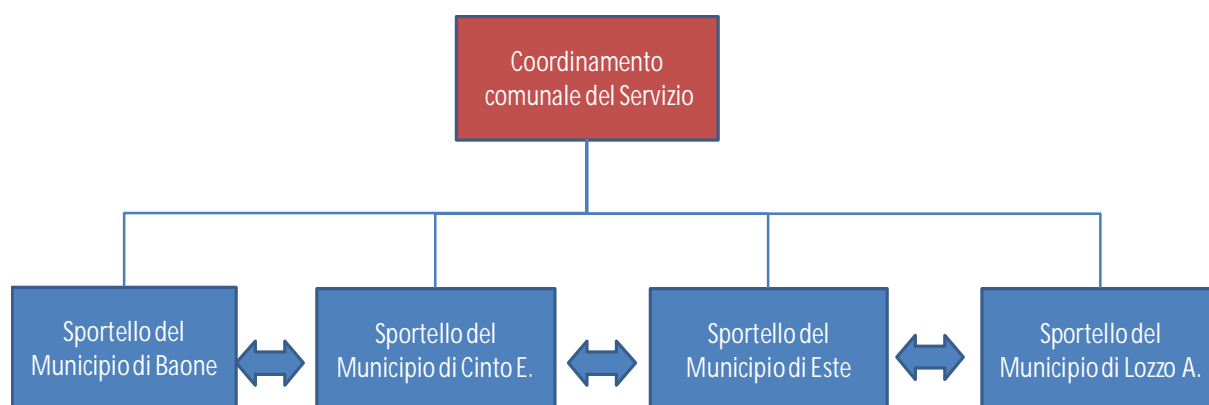 Coordinamento
comunale del Servizio
Sportello del
Municipio di Baone
Sportello del
Municipio di Cinto E.
Sportello del
Municipio di Este
Sportello del
Municipio di Lozzo A.